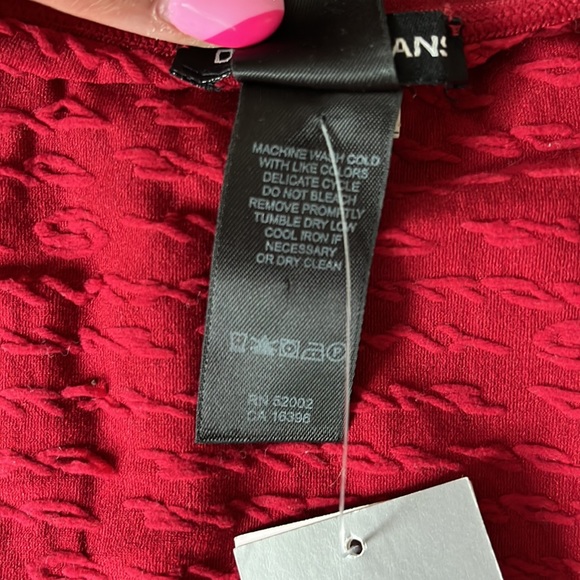 D
ANS
MACHINE WASH COLD
WITH LIKE COLORS
DELICATE CYCLE
DO NOT BLEACH
REMOVE PROMPTLY
TUMBLE DRY LOW
COOL IRON IF
NECESSARY
OR DRY CLEAN
RN 52002
CA 16398